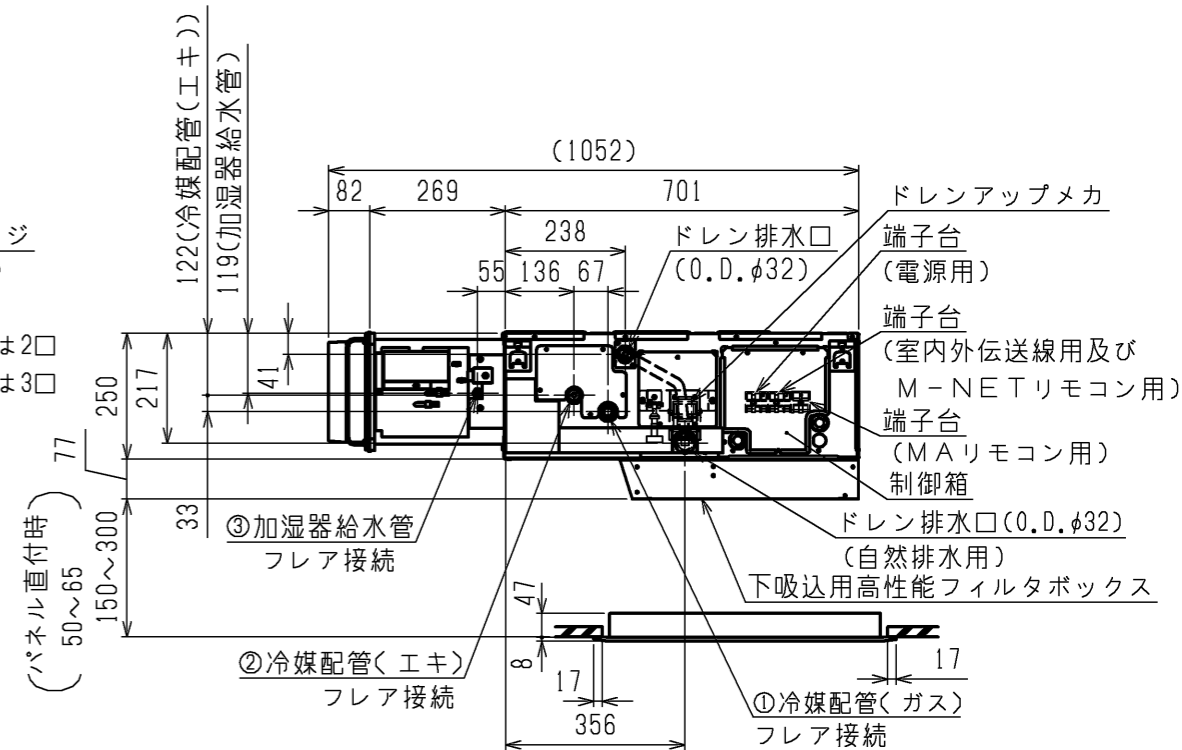 122(冷媒配管(エキ))
119(加湿器給水管)
(1052)
82
269
701
ドレンアップメカ
238
ドレン排水口
(O.D.φ32)
端子台
(電源用)
55
136
67
端子台
(室内外伝送線用及び
M-NETリモコン用)
ジ
は2口
は3口
250
217
41
端子台
(MAリモコン用)
制御箱
77
33
(パネル直付時)
50~65
150~300
③加湿器給水管
フレア接続
ドレン排水口(O.D.φ32)
(自然排水用)
下吸込用高性能フィルタボックス
47
8
②冷媒配管(エキ)
フレア接続
17
17
①冷媒配管(ガス)
フレア接続
356